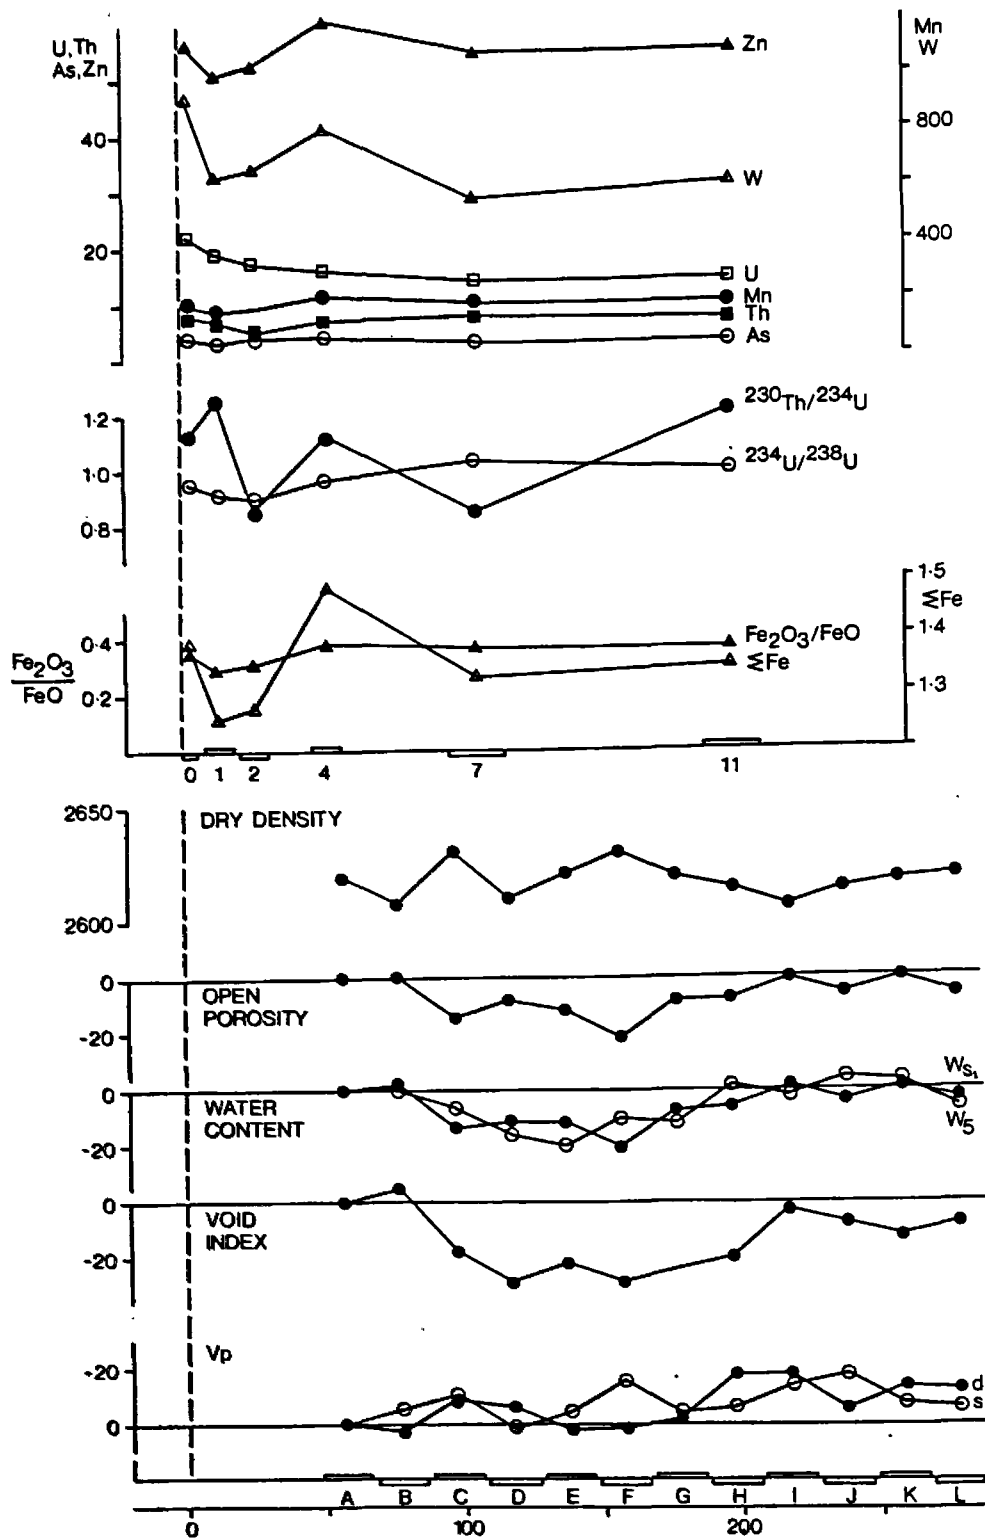 U,Th
As,Zn
Mn
W
Zn
800
40
W
400
20
U
Mn
Th
As
230Th/234U
1·2
234U/238U
1·0
0·8
1·5
ΣFe
1·4
Fe2O3/FeO
0·4
ΣFe
Fe2O3
FeO
1·3
0·2
0 1 2 4 7 11
2650
DRY DENSITY
2600
0
OPEN
POROSITY
-20
Ws1
0
WATER
CONTENT
W5
-20
0
VOID
INDEX
-20
Vp
-20
d
s
0
A B C D E F G H I J K L
0 100 200